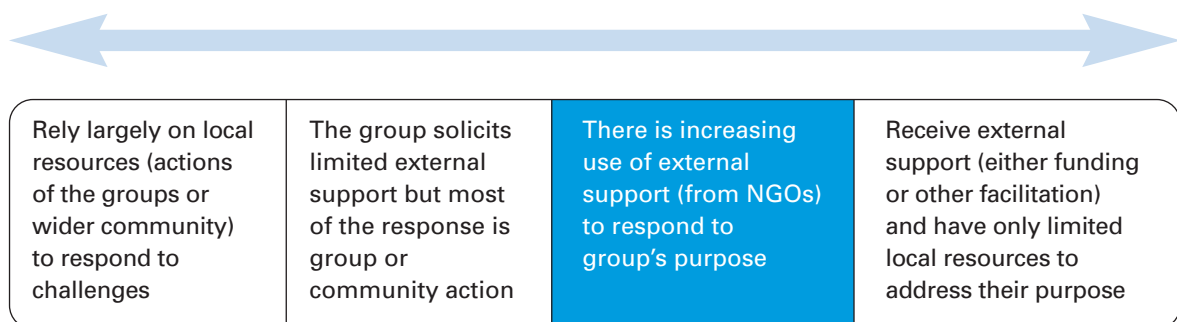 Rely largely on local
resources (actions
of the groups or
wider community)
to respond to
challenges
The group solicits
limited external
support but most
of the response is
group or
community action
There is increasing
use of external
support (from NGOs)
to respond to
group’s purpose
Receive external
support (either funding
or other facilitation)
and have only limited
local resources to
address their purpose